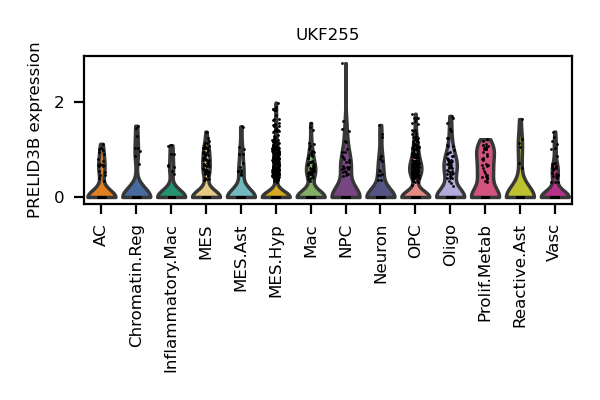 UKF255
PRELID3B expression
2
0
AC
Chromatin.Reg
Inflammatory.Mac
MES
MES.Ast
MES.Hyp
Mac
NPC
Neuron
OPC
Oligo
Prolif.Metab
Reactive.Ast
Vasc